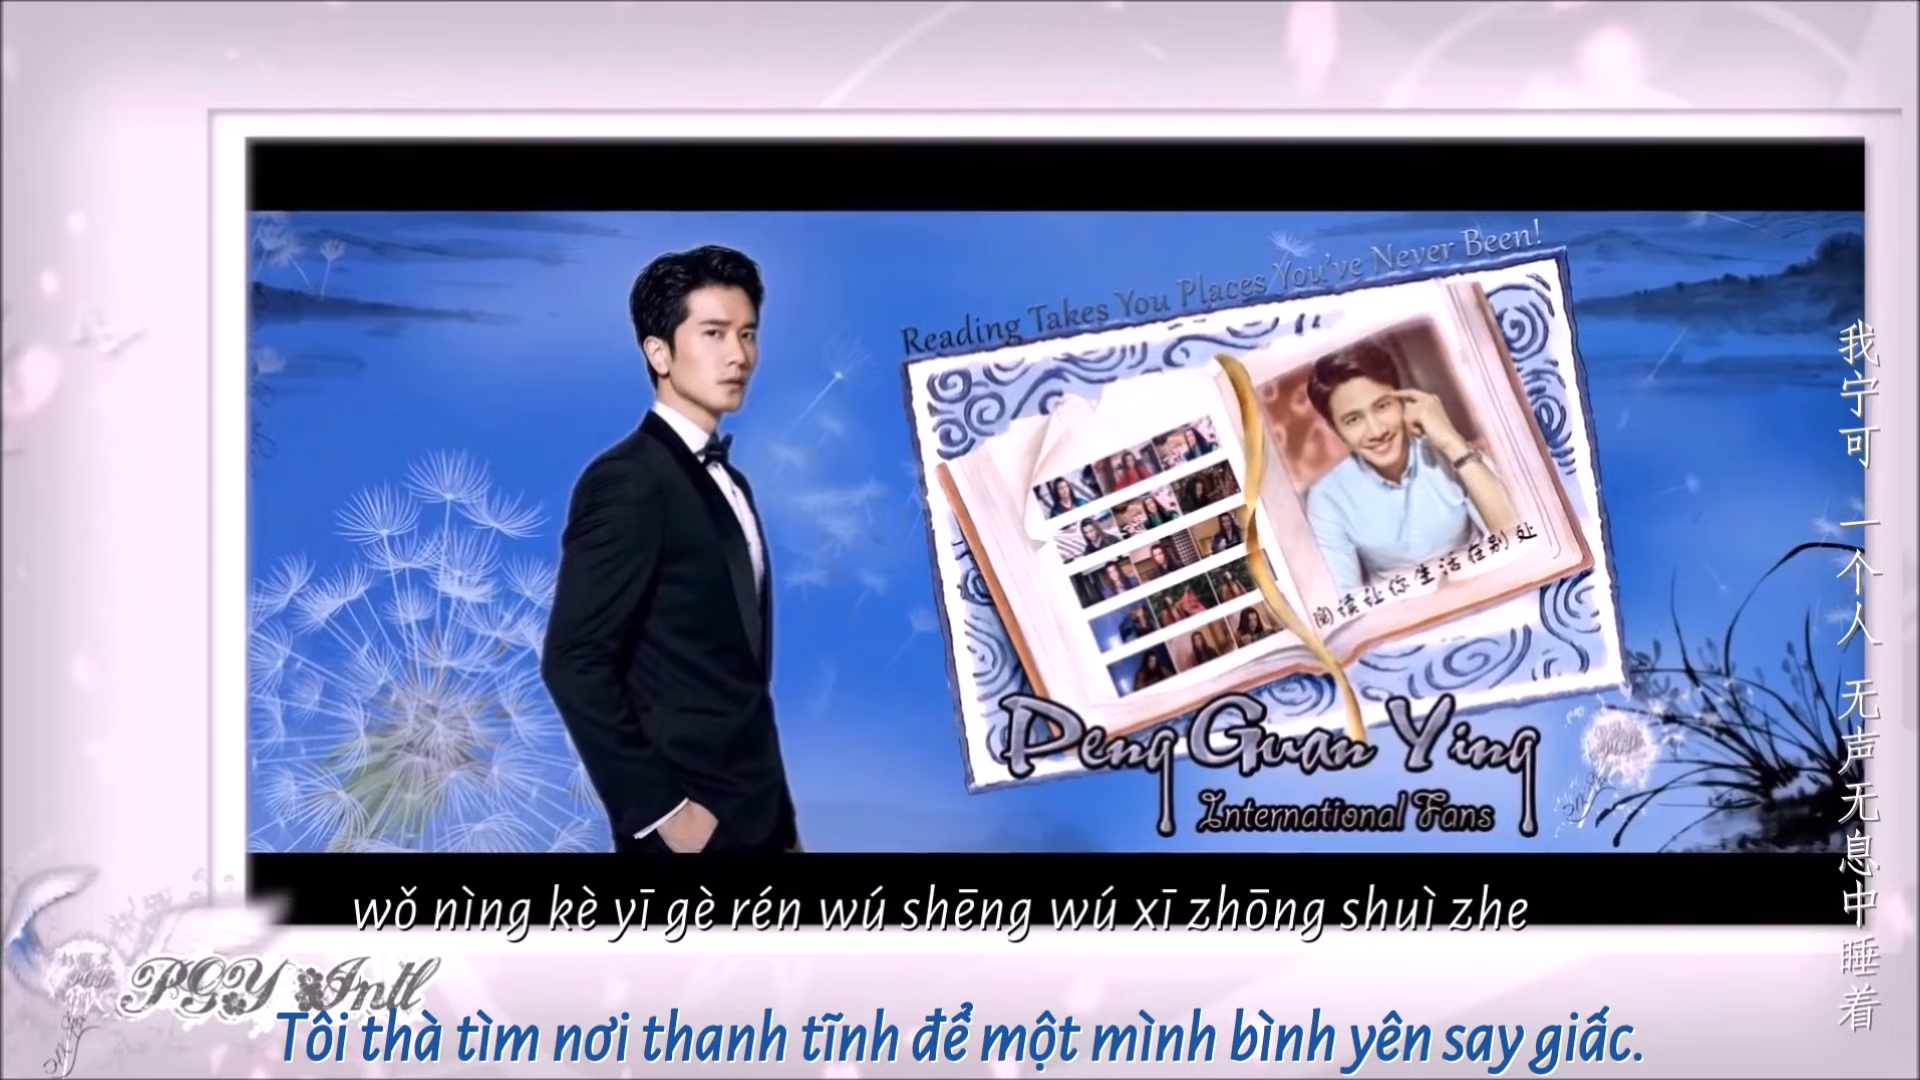 Reading Takes You Places You've Never Been!
阅读让你生活在别处
Peng Guan Ying
International Fans
我宁可 一个人 无声无息中睡着
wǒ nìng kè yī gè rén wú shēng wú xī zhōng shuì zhe
PGY Intl
Tôi thà tìm nơi thanh tĩnh để một mình bình yên say giấc.